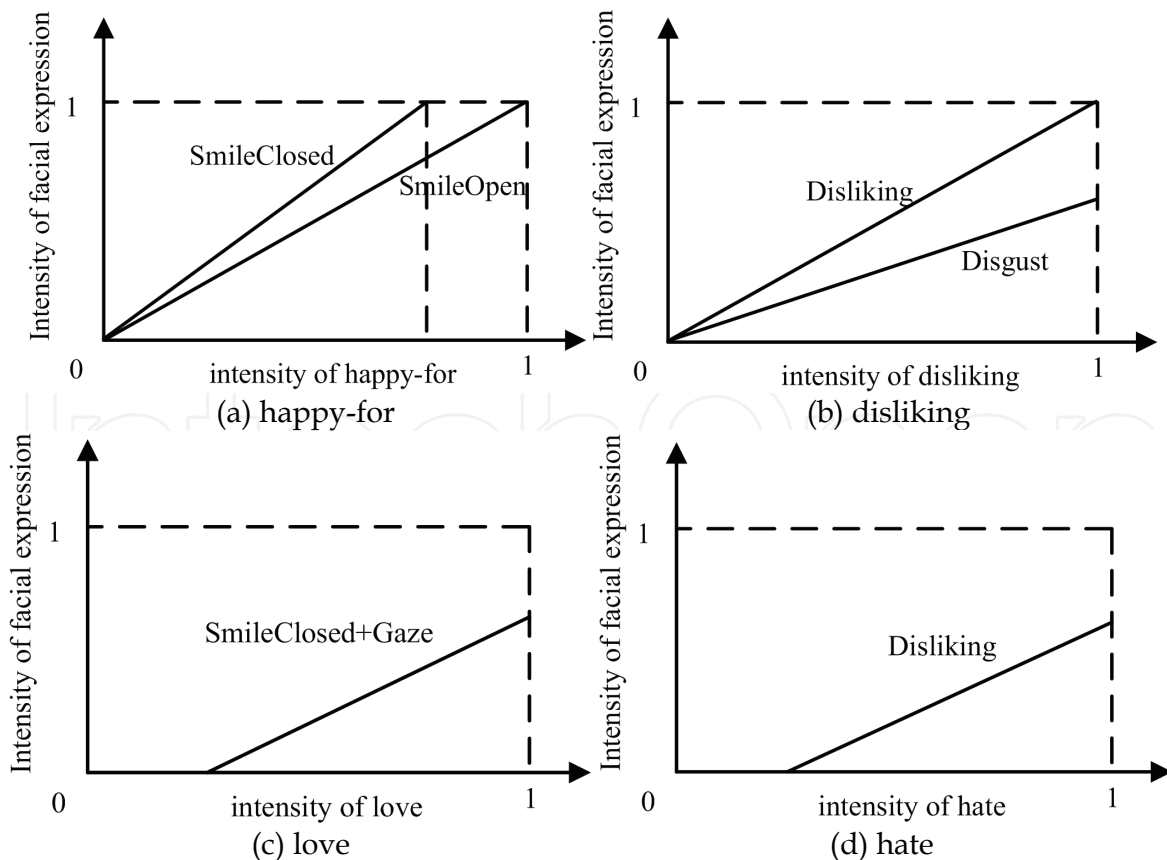 Intensity of facial expression
1
SmileClosed
SmileOpen
0
intensity of happy-for
1
(a) happy-for
Intensity of facial expression
1
Disliking
Disgust
0
intensity of disliking
1
(b) disliking
Intensity of facial expression
1
SmileClosed+Gaze
0
intensity of love
1
(c) love
Intensity of facial expression
1
Disliking
0
intensity of hate
1
(d) hate